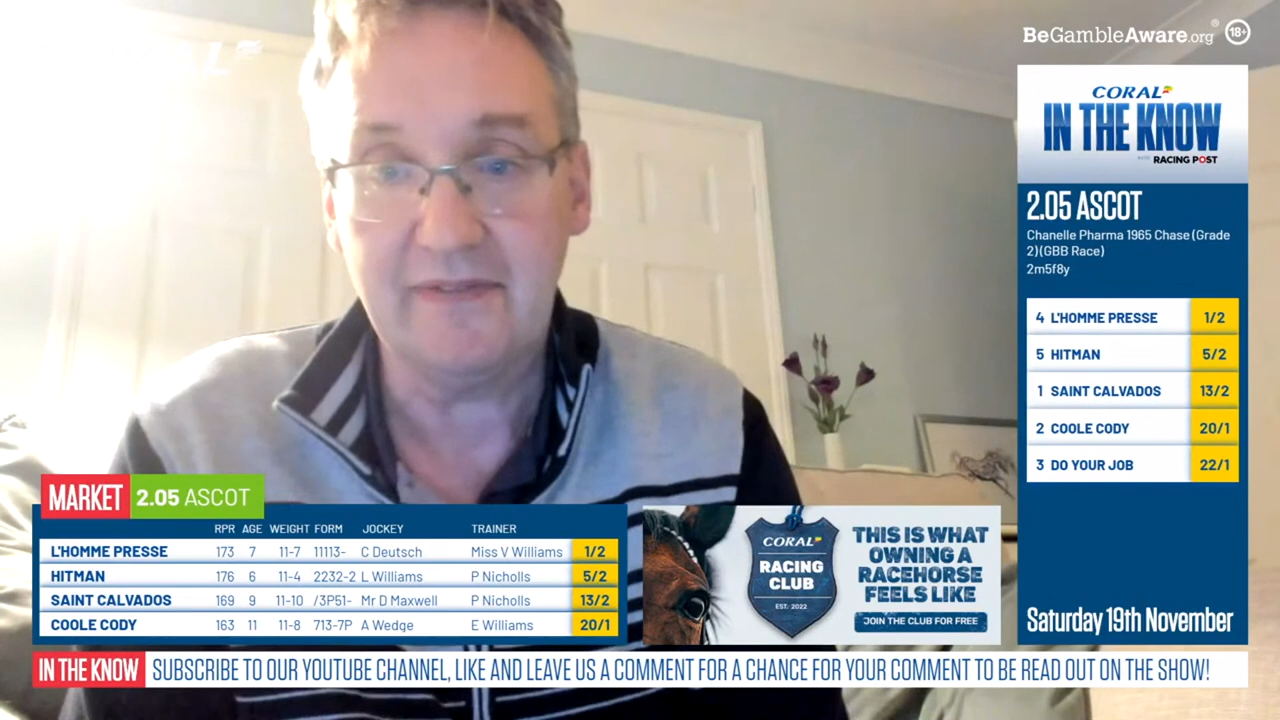 BeGambleAware.org® 18+
CORAL
IN THE KNOW
WITH RACING POST
2.05 ASCOT
Chanelle Pharma 1965 Chase (Grade
2) (GBB Race)
2m5f8y
4 L'HOMME PRESSE 1/2
5 HITMAN 5/2
1 SAINT CALVADOS 13/2
2 COOLE CODY 20/1
3 DO YOUR JOB 22/1
Saturday 19th November
MARKET 2.05 ASCOT
RPR AGE WEIGHT FORM JOCKEY TRAINER
L'HOMME PRESSE 173 7 11-7 11113- C Deutsch Miss V Williams 1/2
HITMAN 176 6 11-4 2232-2 L Williams P Nicholls 5/2
SAINT CALVADOS 169 9 11-10 /3P51- Mr D Maxwell P Nicholls 13/2
COOLE CODY 163 11 11-8 713-7P A Wedge E Williams 20/1
CORAL
RACING
CLUB
EST: 2022
THIS IS WHAT
OWNING A
RACEHORSE
FEELS LIKE
JOIN THE CLUB FOR FREE
IN THE KNOW SUBSCRIBE TO OUR YOUTUBE CHANNEL, LIKE AND LEAVE US A COMMENT FOR A CHANCE FOR YOUR COMMENT TO BE READ OUT ON THE SHOW!